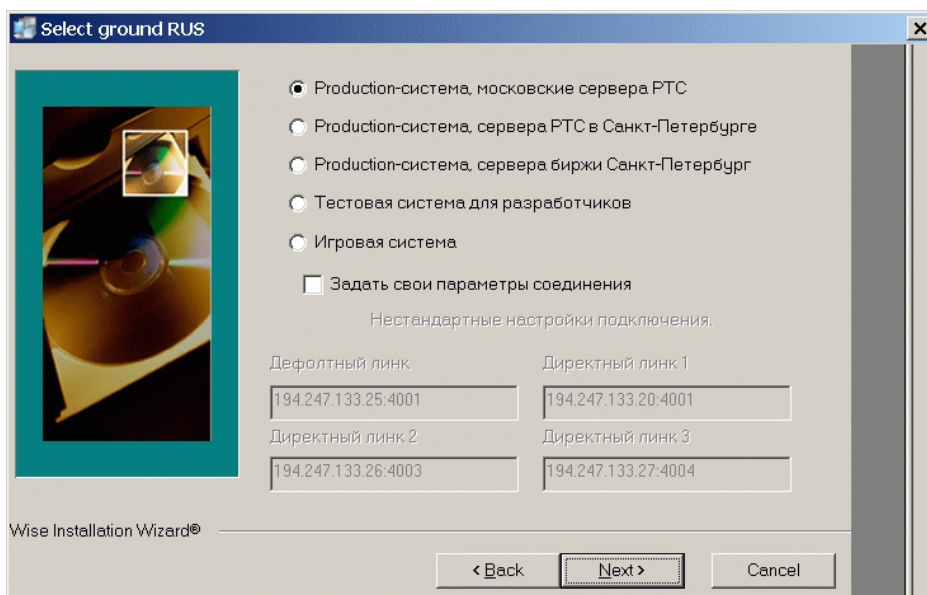 Select ground RUS
Production-система, московские сервера РТС
Production-система, сервера РТС в Санкт-Петербурге
Production-система, сервера биржи Санкт-Петербург
Тестовая система для разработчиков
Игровая система
Задать свои параметры соединения
Нестандартные настройки подключения.
Дефолтный линк Директный линк 1
194.247.133.25:4001 194.247.133.20:4001
Директный линк 2 Директный линк 3
194.247.133.26:4003 194.247.133.27:4004
Wise Installation Wizard®
< Back Next > Cancel